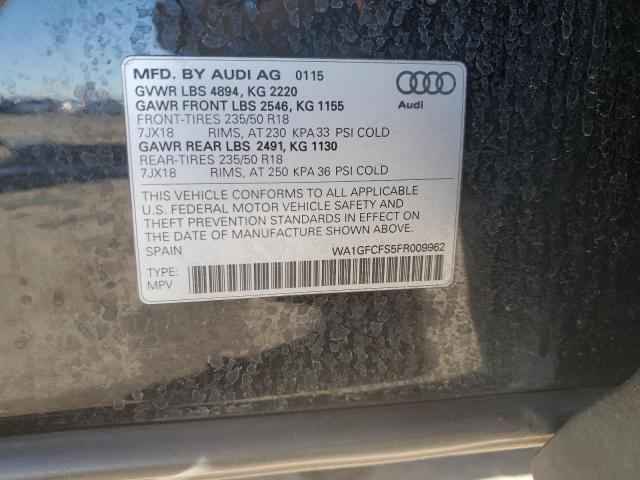 MFD. BY AUDI AG 0115
GVWR LBS 4894, KG 2220
GAWR FRONT LBS 2546, KG 1155
FRONT-TIRES 235/50 R18
7JX18 RIMS, AT 230 KPA 33 PSI COLD
GAWR REAR LBS 2491, KG 1130
REAR-TIRES 235/50 R18
7JX18 RIMS, AT 250 KPA 36 PSI COLD
Audi
THIS VEHICLE CONFORMS TO ALL APPLICABLE
U.S. FEDERAL MOTOR VEHICLE SAFETY AND
THEFT PREVENTION STANDARDS IN EFFECT ON
THE DATE OF MANUFACTURE SHOWN ABOVE.
SPAIN WA1GFCFS5FR009962
TYPE:
MPV